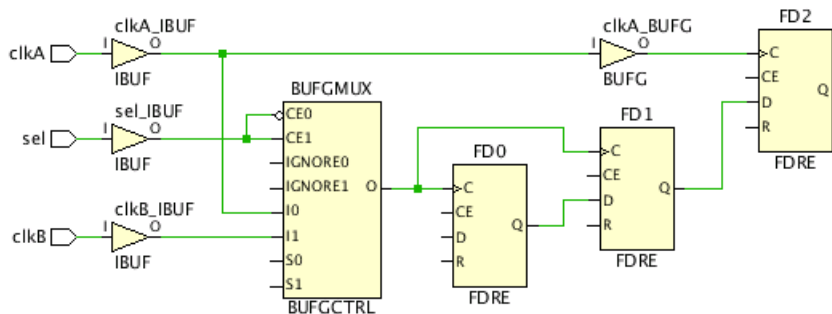 clkA
I
clkA_IBUF
O
IBUF
I
clkA_BUFG
O
BUFG
FD2
C
CE
D
R
Q
FDRE
sel
I
sel_IBUF
O
IBUF
clkB
I
clkB_IBUF
O
IBUF
BUFGMUX
CE0
CE1
IGNORE0
IGNORE1
I0
I1
S0
S1
O
BUFGCTRL
FD0
C
CE
D
R
Q
FDRE
FD1
C
CE
D
R
Q
FDRE